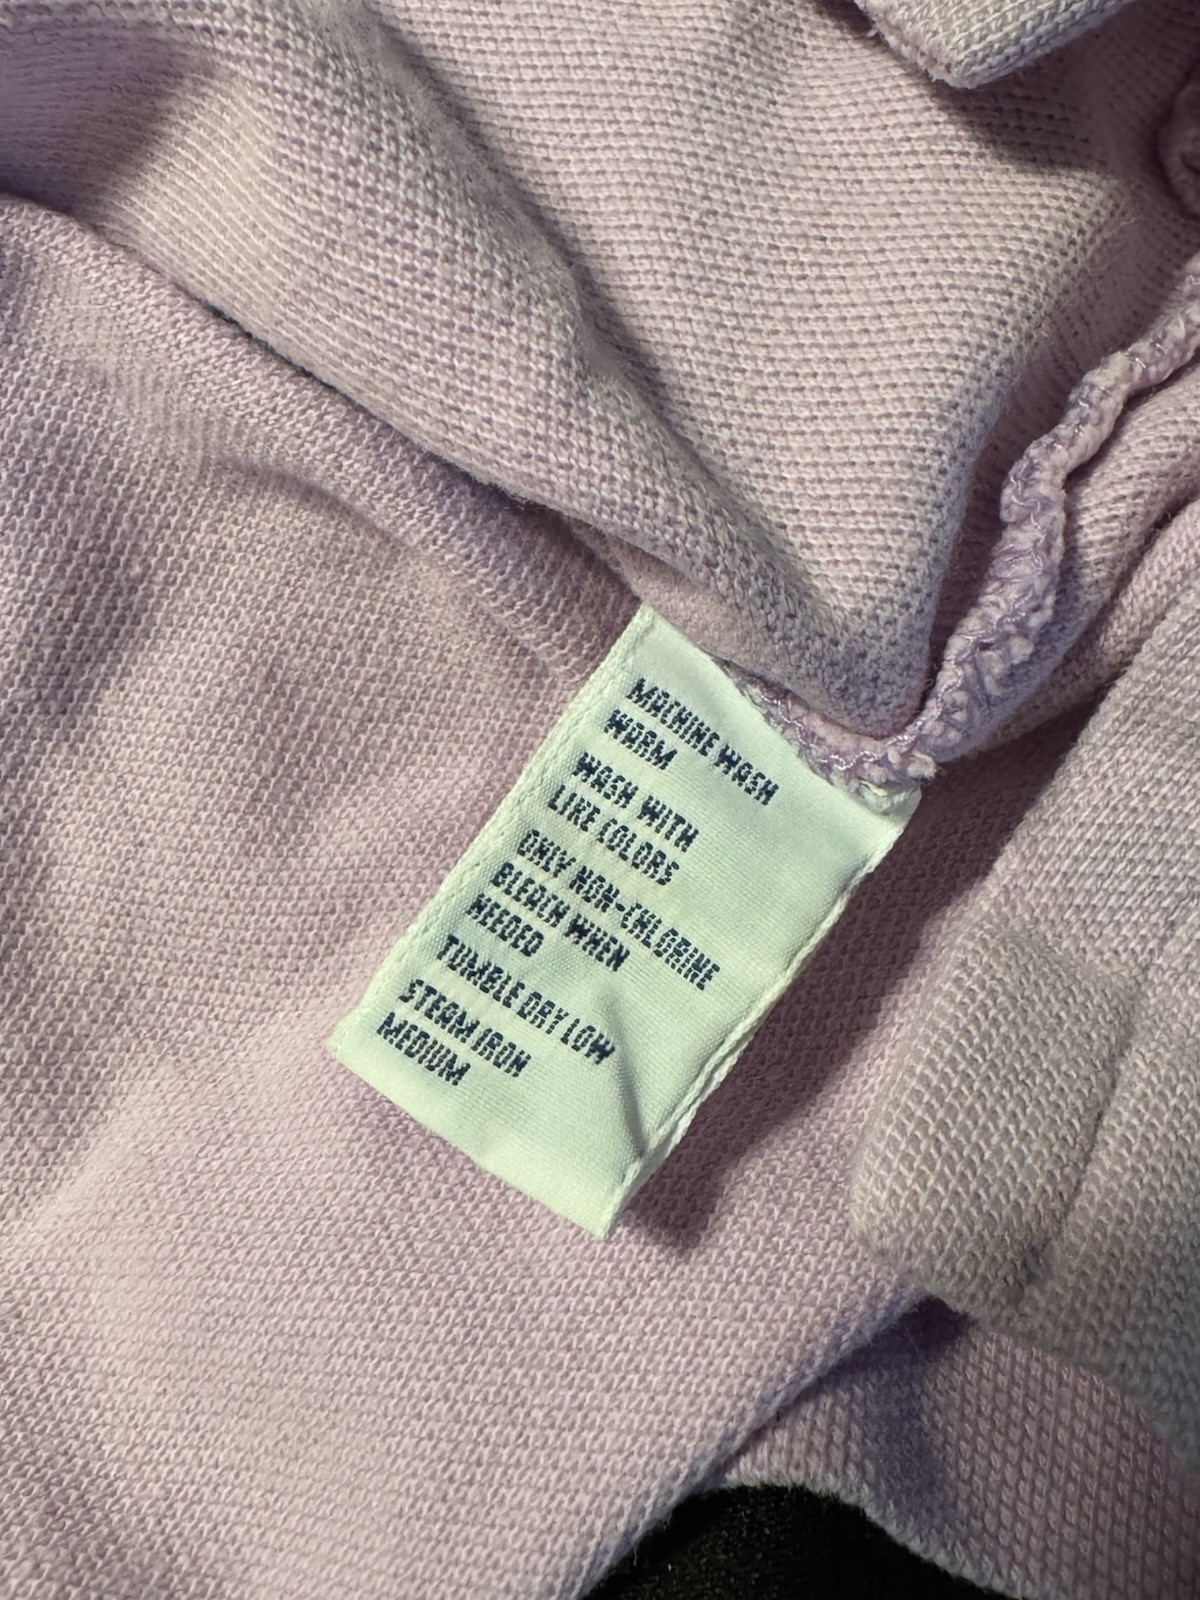 MACHINE WASH
WARM
WASH WITH
LIKE COLORS
ONLY NON-CHLORINE
BLEACH WHEN
NEEDED
TUMBLE DRY LOW
STEAM IRON
MEDIUM